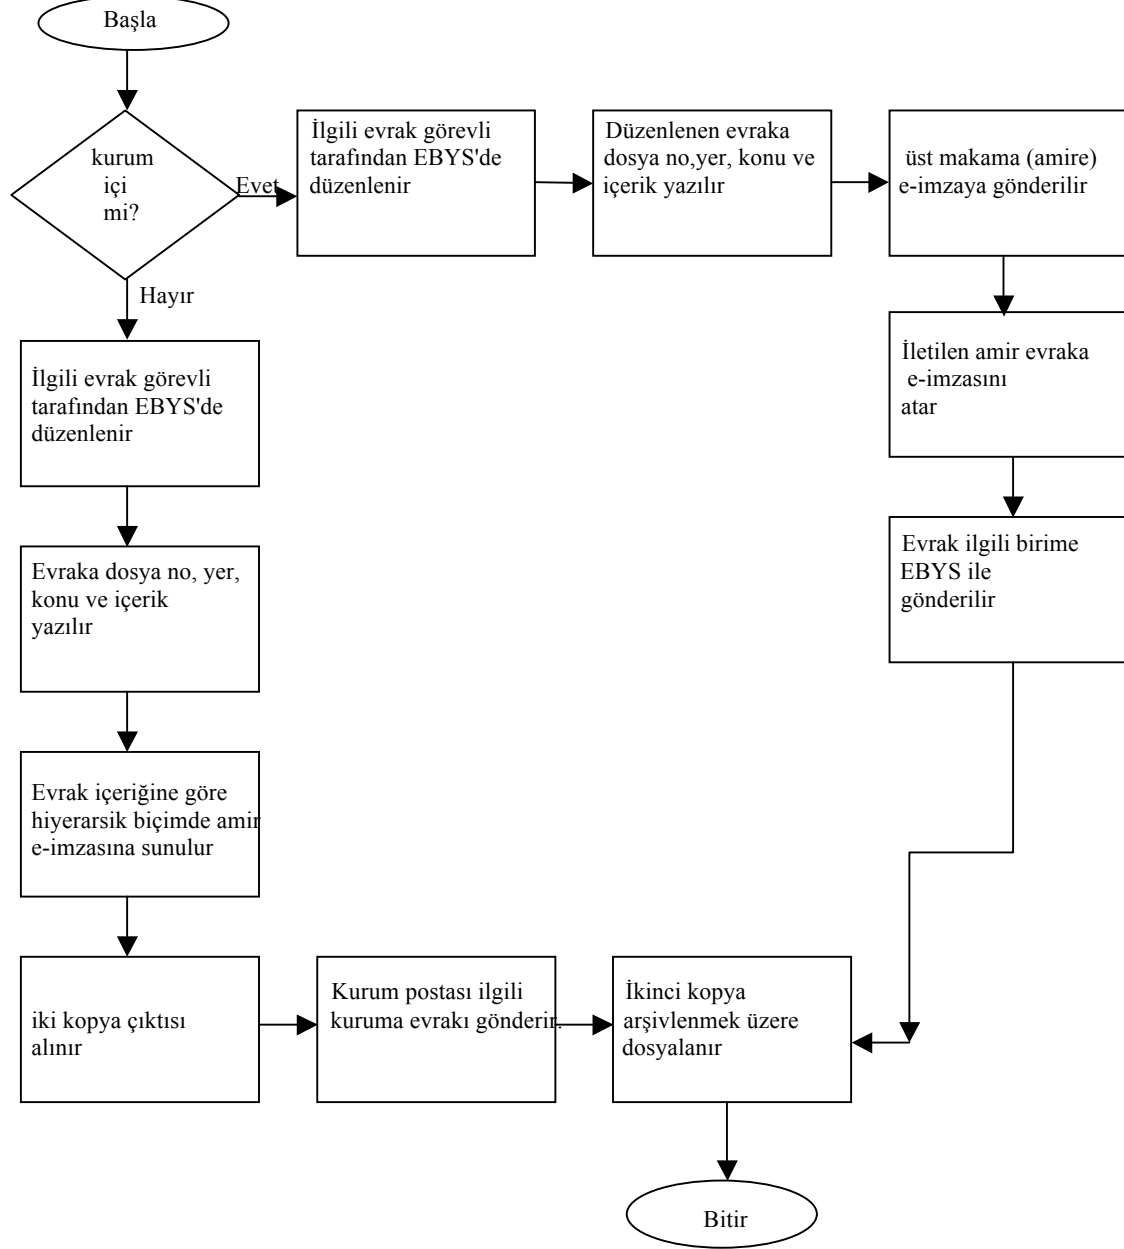 Başla
kurum
içi
mi?
Evet
İlgili evrak görevli
tarafından EBYS'de
düzenlenir
Düzenlenen evraka
dosya no,yer, konu ve
içerik yazılır
üst makama (amire)
e-imzaya gönderilir
İletilen amir evraka
e-imzasını
atar
Evrak ilgili birime
EBYS ile
gönderilir
Hayır
İlgili evrak görevli
tarafından EBYS'de
düzenlenir
Evraka dosya no, yer,
konu ve içerik
yazılır
Evrak içeriğine göre
hiyerarsik biçimde amir
e-imzasına sunulur
iki kopya çıktısı
alınır
Kurum postası ilgili
kuruma evrakı gönderir.
İkinci kopya
arşivlenmek üzere
dosyalanır
Bitir